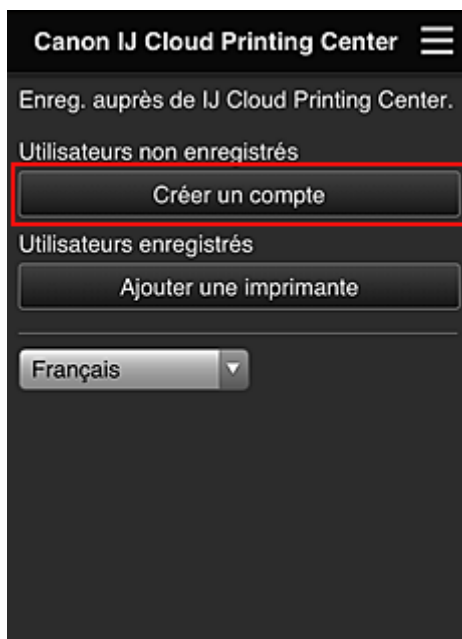 Canon IJ Cloud Printing Center
Enreg. auprès de IJ Cloud Printing Center.
Utilisateurs non enregistrés
Créer un compte
Utilisateurs enregistrés
Ajouter une imprimante
Français